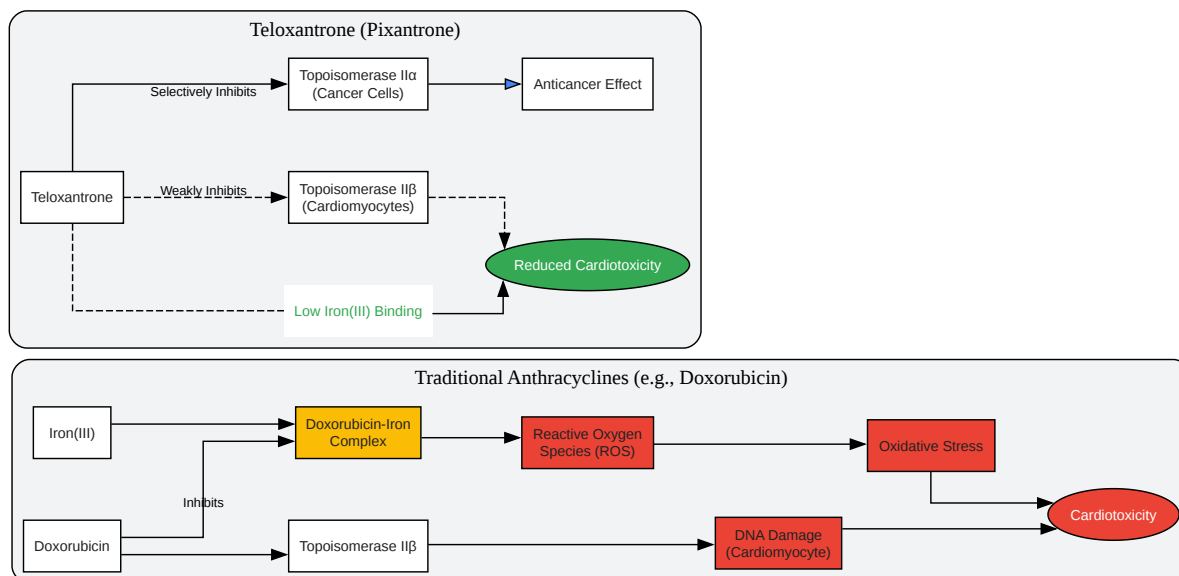 Teloxantrone (Pixantrone)
Topoisomerase IIα
(Cancer Cells)
Anticancer Effect
Selectively Inhibits
Teloxantrone
Weakly Inhibits
Topoisomerase IIβ
(Cardiomyocytes)
Reduced Cardiotoxicity
Low Iron(III) Binding
Traditional Anthracyclines (e.g., Doxorubicin)
Iron(III)
Doxorubicin-Iron
Complex
Reactive Oxygen
Species (ROS)
Oxidative Stress
Inhibits
Cardiotoxicity
Doxorubicin
Topoisomerase IIβ
DNA Damage
(Cardiomyocyte)